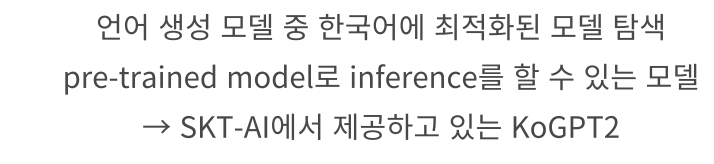 언어 생성 모델 중 한국어에 최적화된 모델 탐색
pre-trained model로 inference를 할 수 있는 모델
→ SKT-AI에서 제공하고 있는 KoGPT2